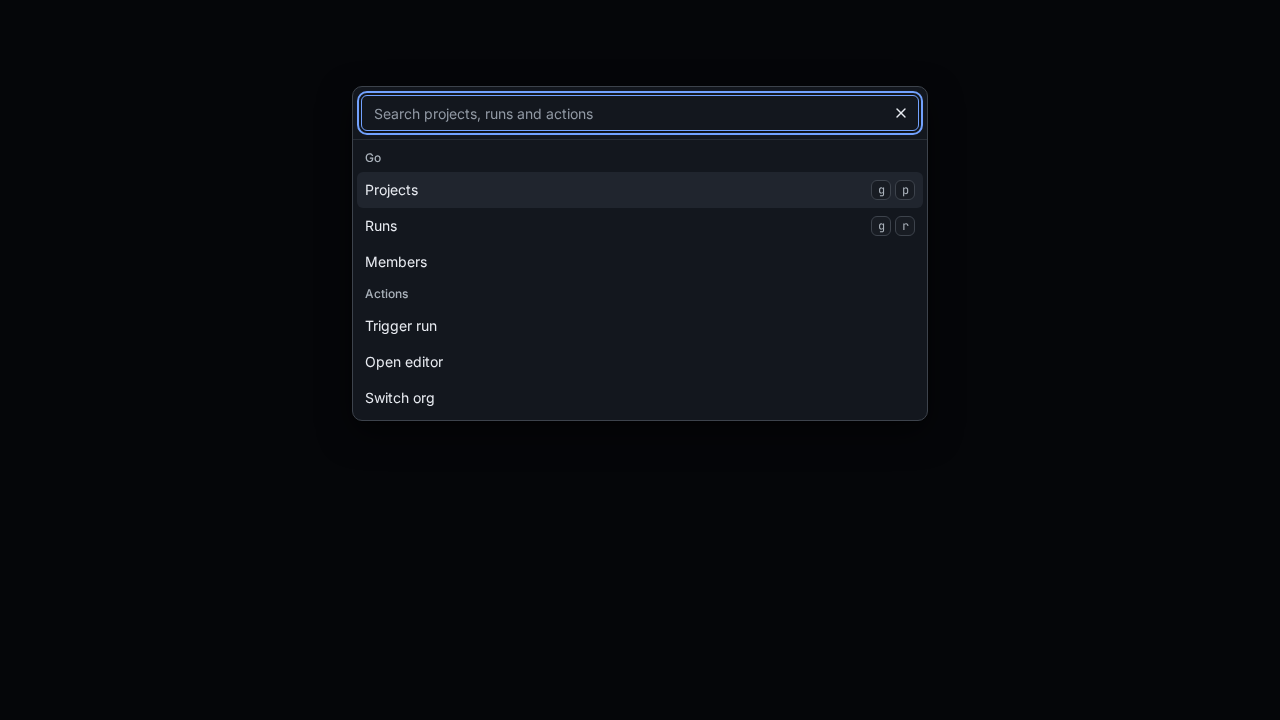 Search projects, runs and actions
Go
Projects g p
Runs g r
Members
Actions
Trigger run
Open editor
Switch org